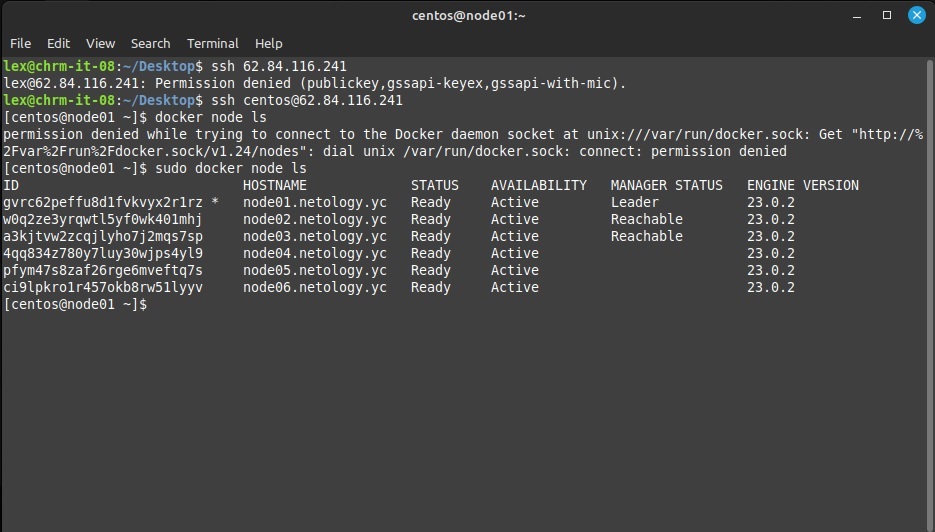 centos@node01:~
File Edit View Search Terminal Help
lex@chrm-it-08:~/Desktop$ ssh 62.84.116.241
lex@62.84.116.241: Permission denied (publickey,gssapi-keyex,gssapi-with-mic).
lex@chrm-it-08:~/Desktop$ ssh centos@62.84.116.241
[centos@node01 ~]$ docker node ls
permission denied while trying to connect to the Docker daemon socket at unix:///var/run/docker.sock: Get "http://%
2Fvar%2Frun%2Fdocker.sock/v1.24/nodes": dial unix /var/run/docker.sock: connect: permission denied
[centos@node01 ~]$ sudo docker node ls
ID HOSTNAME STATUS AVAILABILITY MANAGER STATUS ENGINE VERSION
gvrc62peffu8d1fvkvyx2r1rz * node01.netology.yc Ready Active Leader 23.0.2
w0q2ze3yrqwtl5yf0wk401mhj node02.netology.yc Ready Active Reachable 23.0.2
a3kjtvw2zcqjlyho7j2mqs7sp node03.netology.yc Ready Active Reachable 23.0.2
4qq834z780y7luy30wjps4yl9 node04.netology.yc Ready Active 23.0.2
pfym47s8zaf26rge6mveftq7s node05.netology.yc Ready Active 23.0.2
ci9lpkro1r457okb8rw51lyyv node06.netology.yc Ready Active 23.0.2
[centos@node01 ~]$